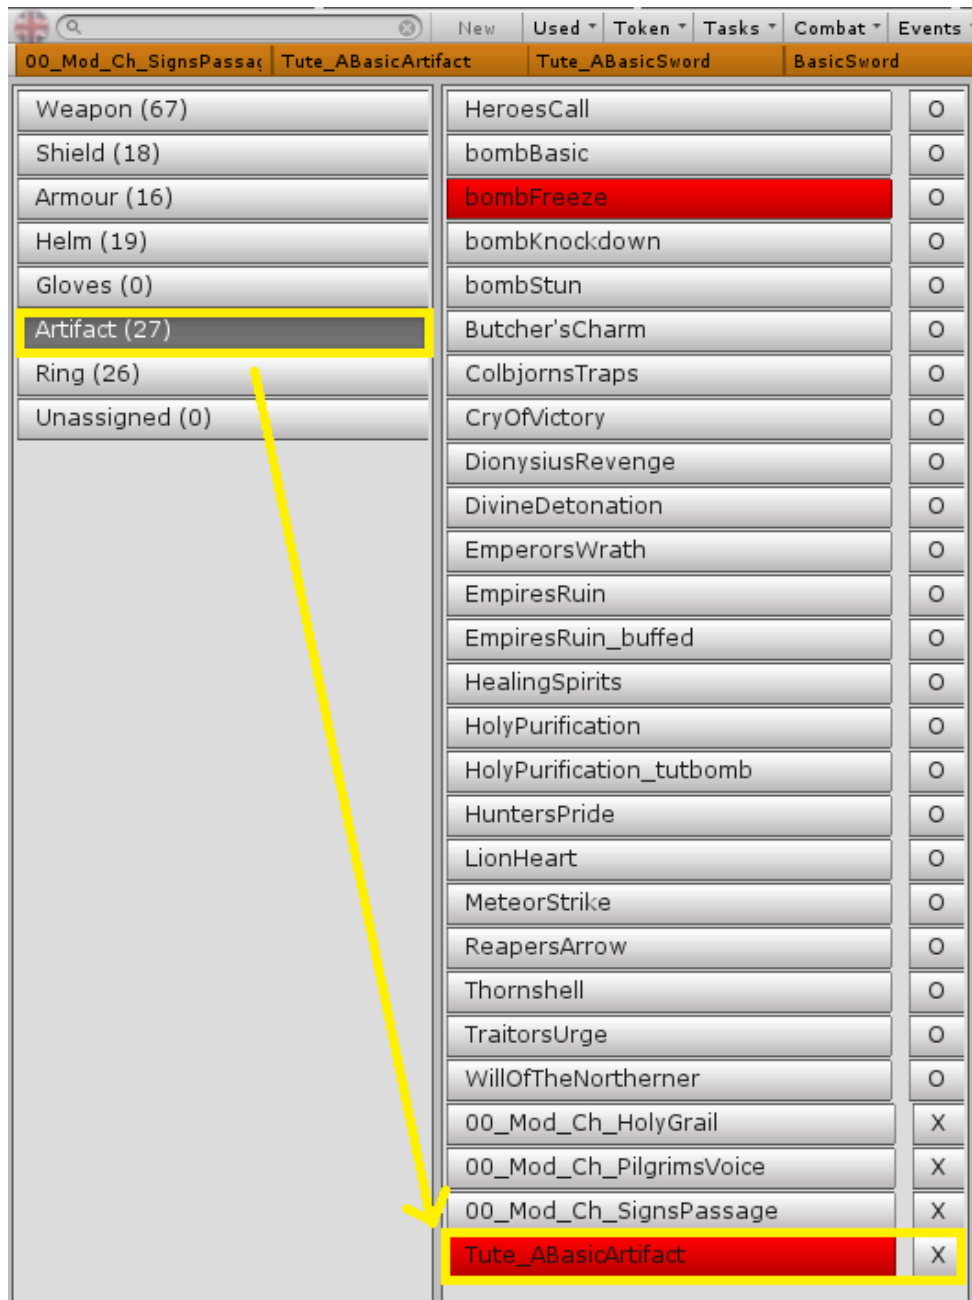 New Used Token Tasks Combat Events
00_Mod_Ch_SignsPassag Tute_ABasicArtifact Tute_ABasicSword BasicSword
Weapon (67)
Shield (18)
Armour (16)
Helm (19)
Gloves (0)
Artifact (27)
Ring (26)
Unassigned (0)
HeroesCall O
bombBasic O
bombFreeze O
bombKnockdown O
bombStun O
Butcher'sCharm O
ColbjornsTraps O
CryOfVictory O
DionysiusRevenge O
DivineDetonation O
EmperorsWrath O
EmpiresRuin O
EmpiresRuin_buffed O
HealingSpirits O
HolyPurification O
HolyPurification_tutbomb O
HuntersPride O
LionHeart O
MeteorStrike O
ReapersArrow O
Thornshell O
TraitorsUrge O
WillOfTheNortherner O
00_Mod_Ch_HolyGrail X
00_Mod_Ch_PilgrimsVoice X
00_Mod_Ch_SignsPassage X
Tute_ABasicArtifact X